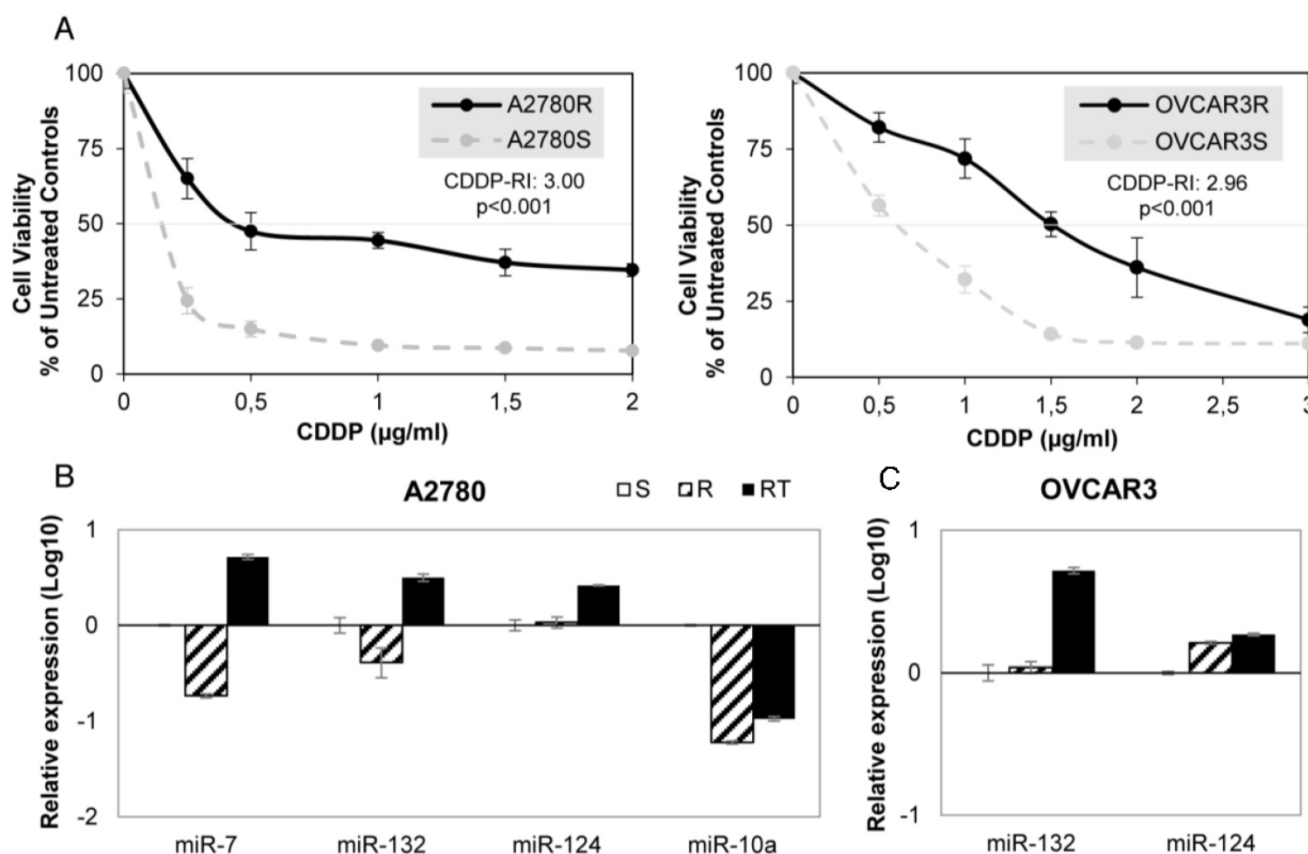 A
Cell Viability
% of Untreated Controls
100
75
50
25
0
A2780R
A2780S
CDDP-RI: 3.00
p<0.001
0
0,5
1
1,5
2
CDDP (µg/ml)
Cell Viability
% of Untreated Controls
100
75
50
25
0
OVCAR3R
OVCAR3S
CDDP-RI: 2.96
p<0.001
0
0,5
1
1,5
2
2,5
3
CDDP (µg/ml)
B
A2780
S
R
RT
Relative expression (Log10)
1
0
-1
-2
miR-7
miR-132
miR-124
miR-10a
C
OVCAR3
Relative expression (Log10)
1
0
-1
miR-132
miR-124